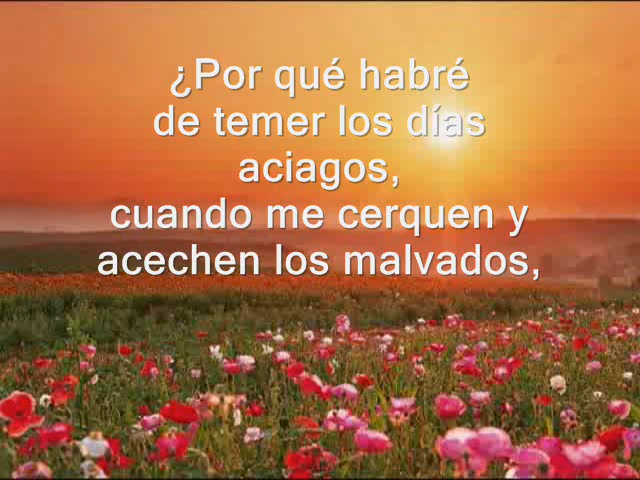 ¿Por qué habré
de temer los días
aciagos,
cuando me cerquen y
acechen los malvados,